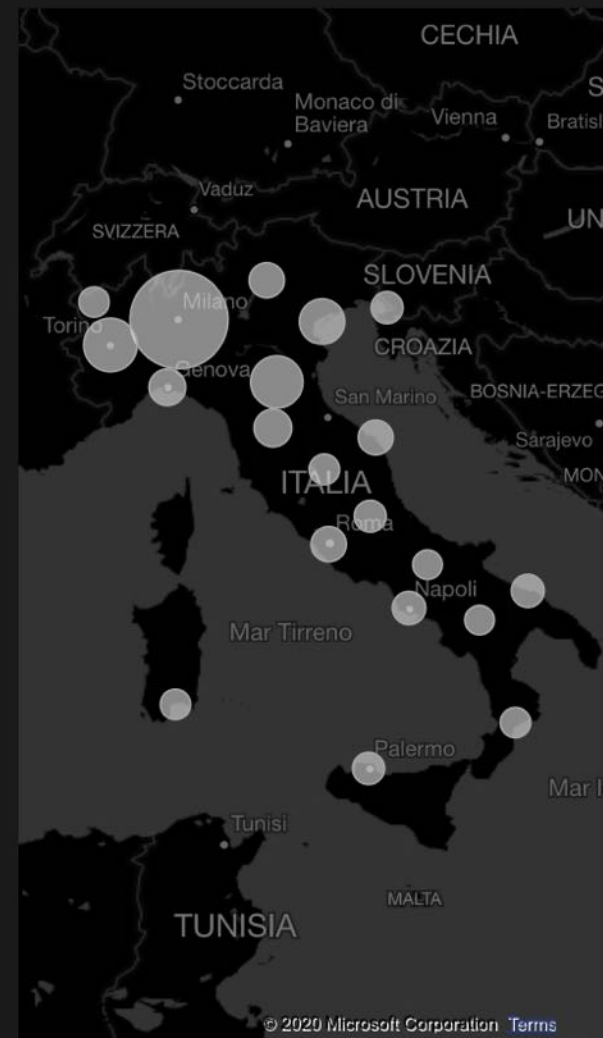 CECHIA
Stoccarda
Monaco di
Baviera
Vienna
Bratisl
Vaduz
AUSTRIA
SVIZZERA
UN
SLOVENIA
Milano
Torino
CROAZIA
Genova
San Marino
BOSNIA-ERZEG
Sarajevo
ITALIA
MON
Roma
Napoli
Mar Tirreno
Palermo
Mar I
Tunisi
MALTA
TUNISIA
© 2020 Microsoft Corporation Terms